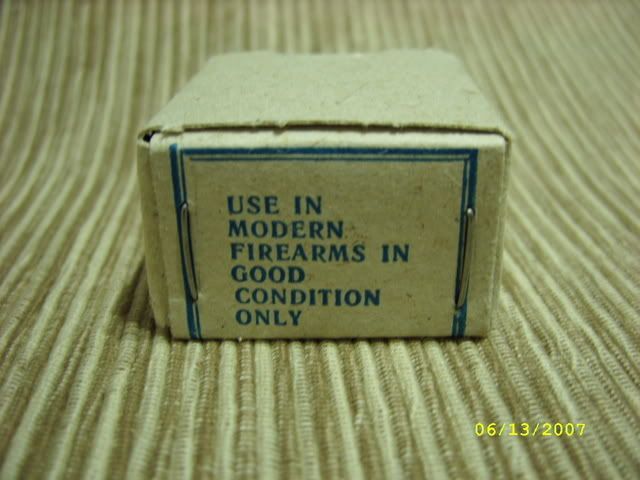 USE IN
MODERN
FIREARMS IN
GOOD
CONDITION
ONLY
06/13/2007